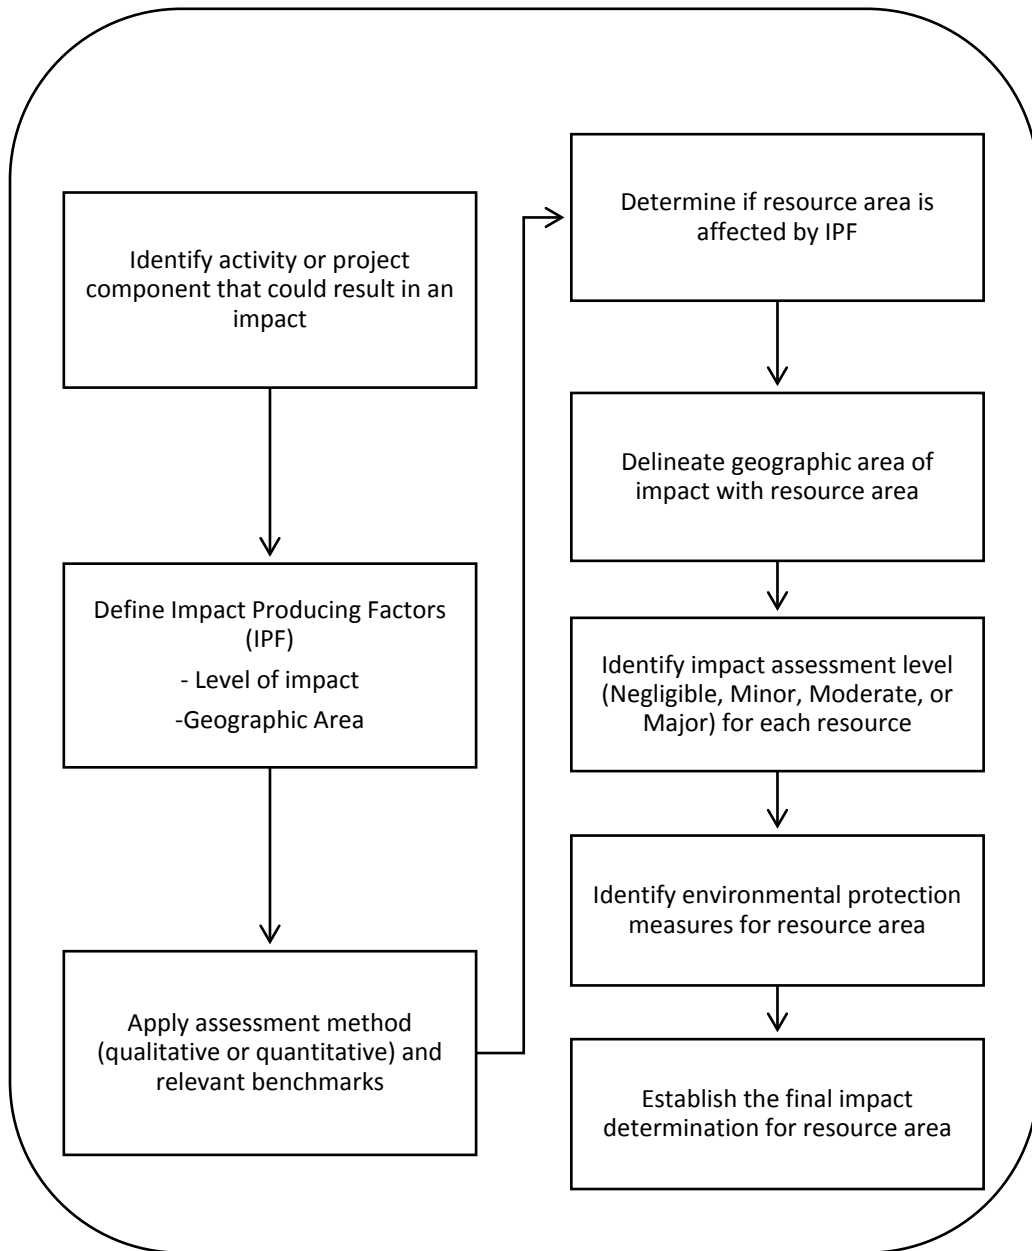 Identify activity or project
component that could result in an
impact
Define Impact Producing Factors
(IPF)
- Level of impact
-Geographic Area
Apply assessment method
(qualitative or quantitative) and
relevant benchmarks
Determine if resource area is
affected by IPF
Delineate geographic area of
impact with resource area
Identify impact assessment level
(Negligible, Minor, Moderate, or
Major) for each resource
Identify environmental protection
measures for resource area
Establish the final impact
determination for resource area